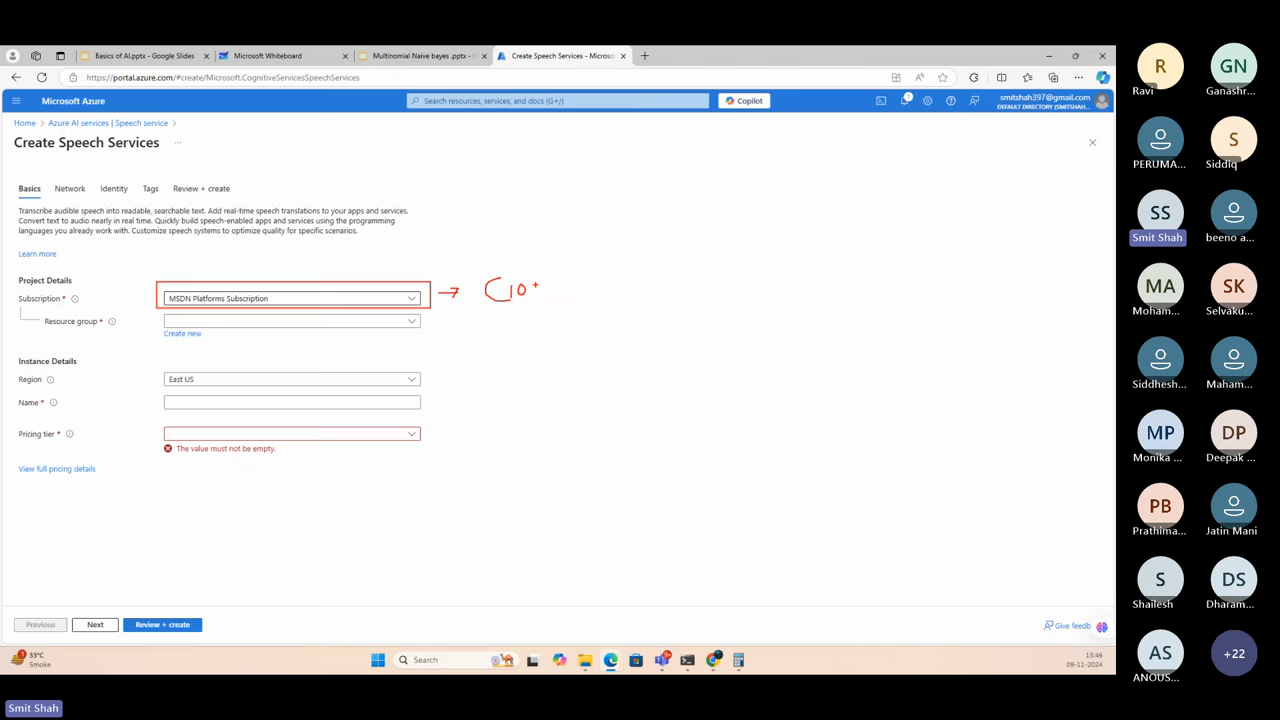 Basics of AI.pptx - Google Slides
Microsoft Whiteboard
Multinomial Naive bayes .pptx - G
Create Speech Services - Microso
https://portal.azure.com/#create/Microsoft.CognitiveServicesSpeechServices
Microsoft Azure
Search resources, services, and docs (G+/)
Copilot
smitshah397@gmail.com
DEFAULT DIRECTORY (SMITSHAH...
Home > Azure AI services | Speech service >
Create Speech Services ...
Basics Network Identity Tags Review + create
Transcribe audible speech into readable, searchable text. Add real-time speech translations to your apps and services.
Convert text to audio nearly in real time. Quickly build speech-enabled apps and services using the programming
languages you already work with. Customize speech systems to optimize quality for specific scenarios.
Learn more
Project Details
Subscription * MSDN Platforms Subscription
Resource group *
Create new
Instance Details
Region East US
Name *
Pricing tier *
The value must not be empty.
View full pricing details
Previous Next Review + create
Give feedb
33°C
Smoke
Search
13:46
09-11-2024
Smit Shah
R GN
Ravi Ganashr...
S
PERUMA... Siddiq
SS
Smit Shah beeno a...
MA SK
Moham... Selvaku...
Siddhesh... Maham...
MP DP
Monika ... Deepak ...
PB
Prathima... Jatin Mani
S DS
Shailesh Dharam...
AS +22
ANOUS...